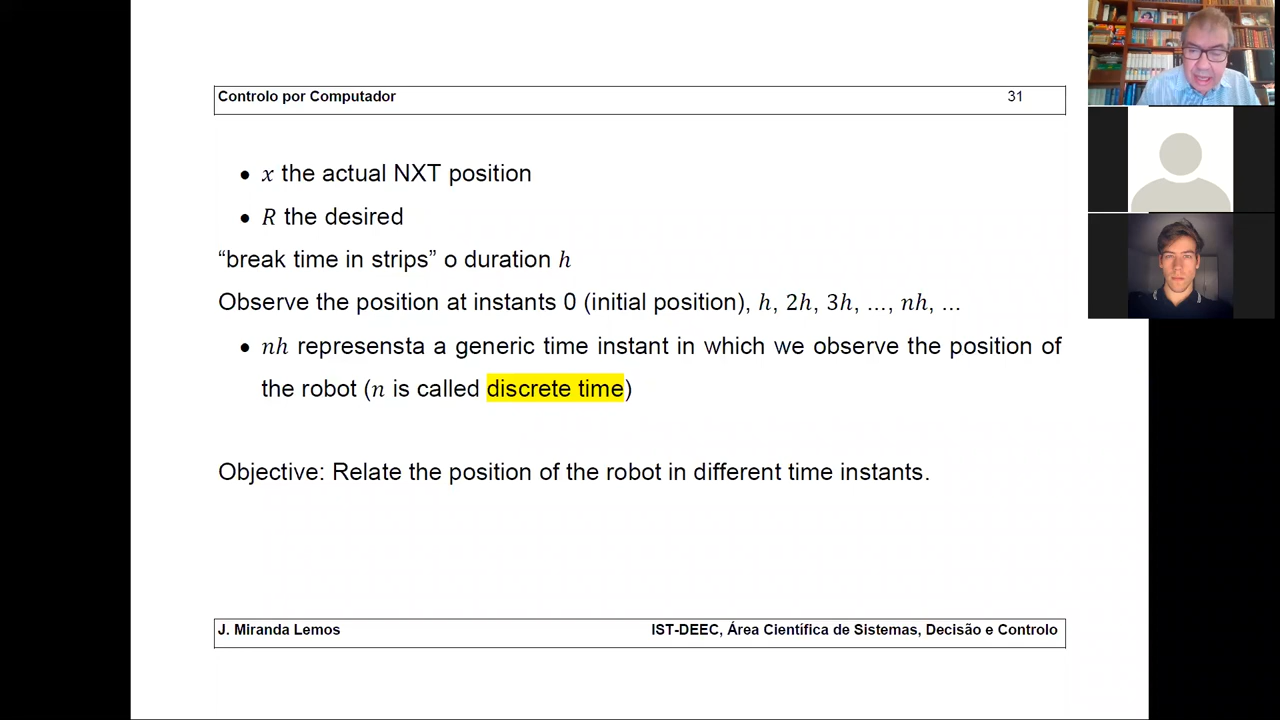 Controlo por Computador 31
• x the actual NXT position
• R the desired
“break time in strips” o duration h
Observe the position at instants 0 (initial position), h, 2h, 3h, ..., nh, ...
• nh represensta a generic time instant in which we observe the position of
the robot (n is called discrete time)
Objective: Relate the position of the robot in different time instants.
J. Miranda Lemos IST-DEEC, Área Científica de Sistemas, Decisão e Controlo